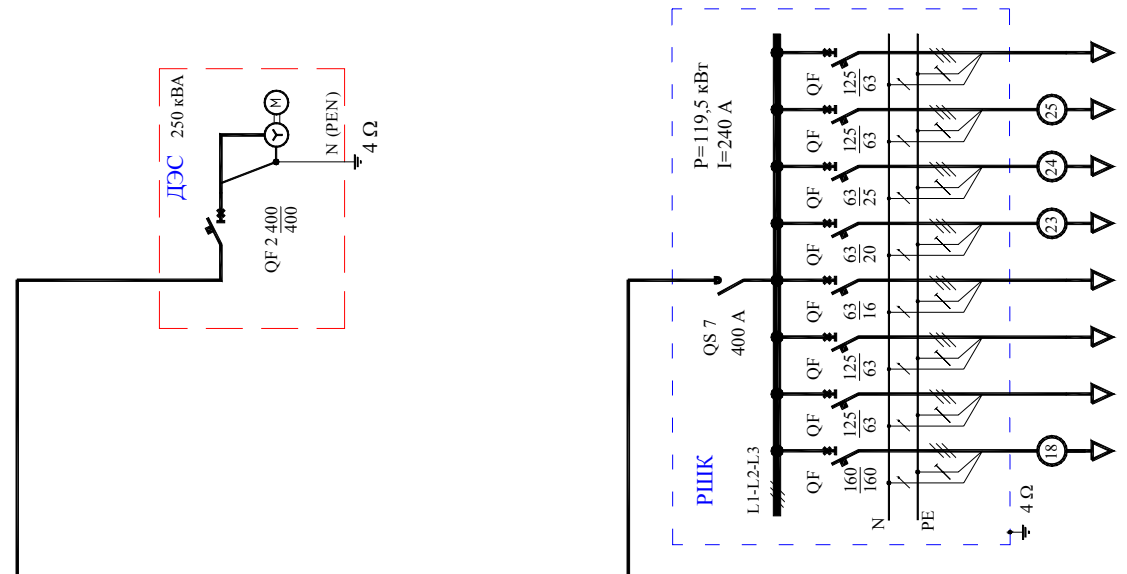 ДЭС
250 кВА
M
Y
N (PEN)
4 Ω
QF 2 400
400
РШК
P=119,5 кВт
I=240 А
QS 7
400 А
L1-L2-L3
N
PE
4 Ω
QF
125
63
QF
125
63
25
QF
63
25
24
QF
63
20
23
QF
63
16
QF
125
63
QF
125
63
QF
160
160
18